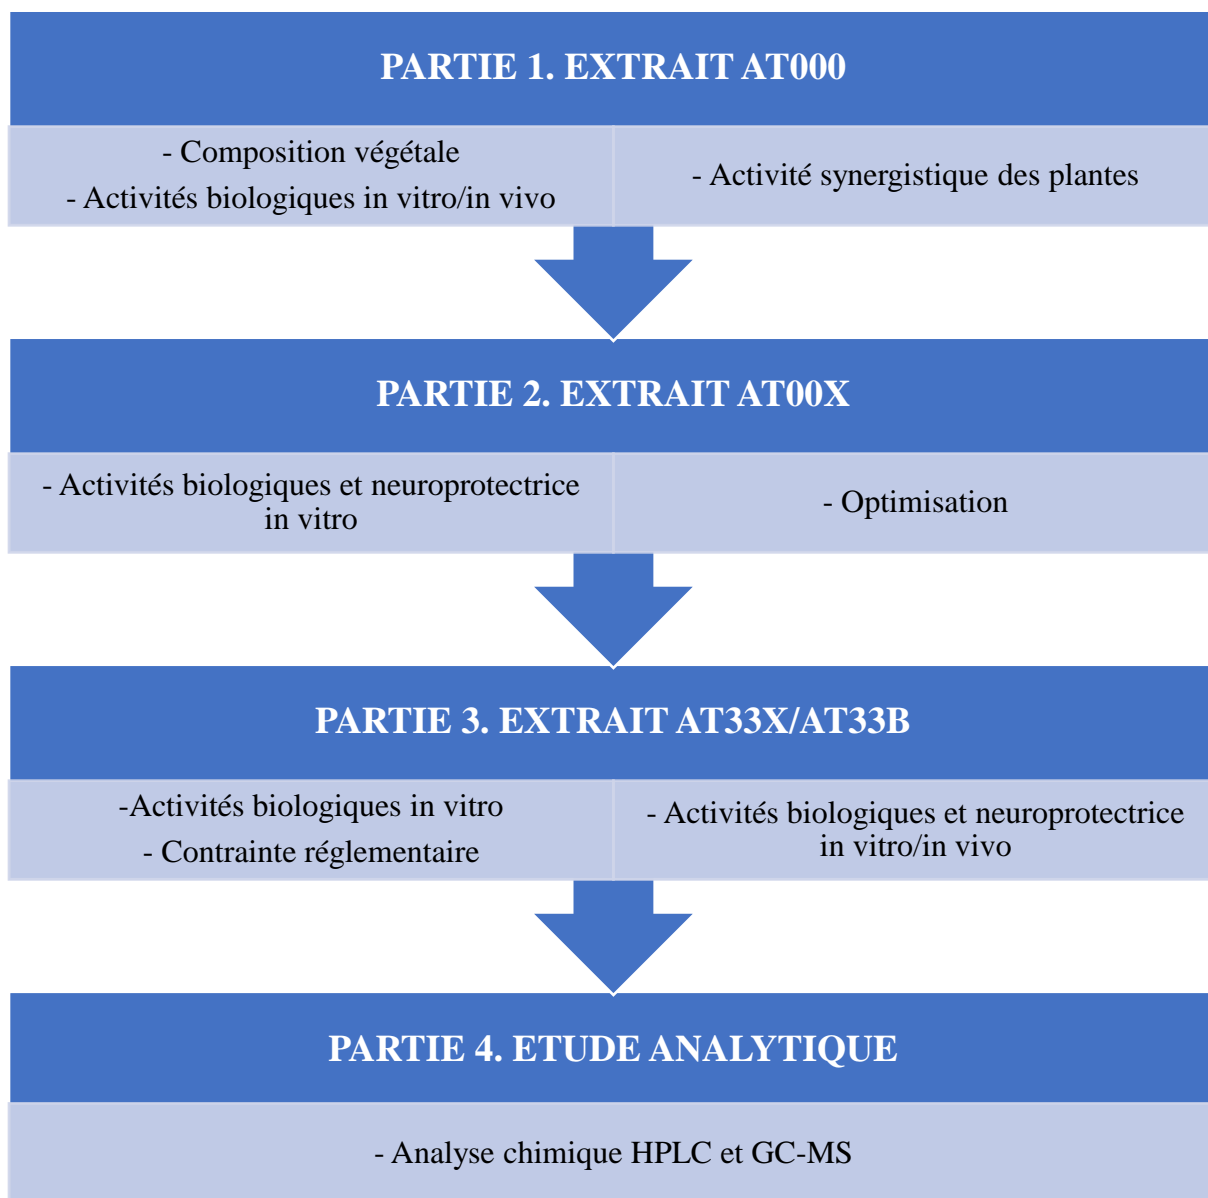 PARTIE 1. EXTRAIT AT000
- Composition végétale
- Activités biologiques in vitro/in vivo
- Activité synergistique des plantes
PARTIE 2. EXTRAIT AT00X
- Activités biologiques et neuroprotectrice
in vitro
- Optimisation
PARTIE 3. EXTRAIT AT33X/AT33B
-Activités biologiques in vitro
- Contrainte réglementaire
- Activités biologiques et neuroprotectrice
in vitro/in vivo
PARTIE 4. ETUDE ANALYTIQUE
- Analyse chimique HPLC et GC-MS